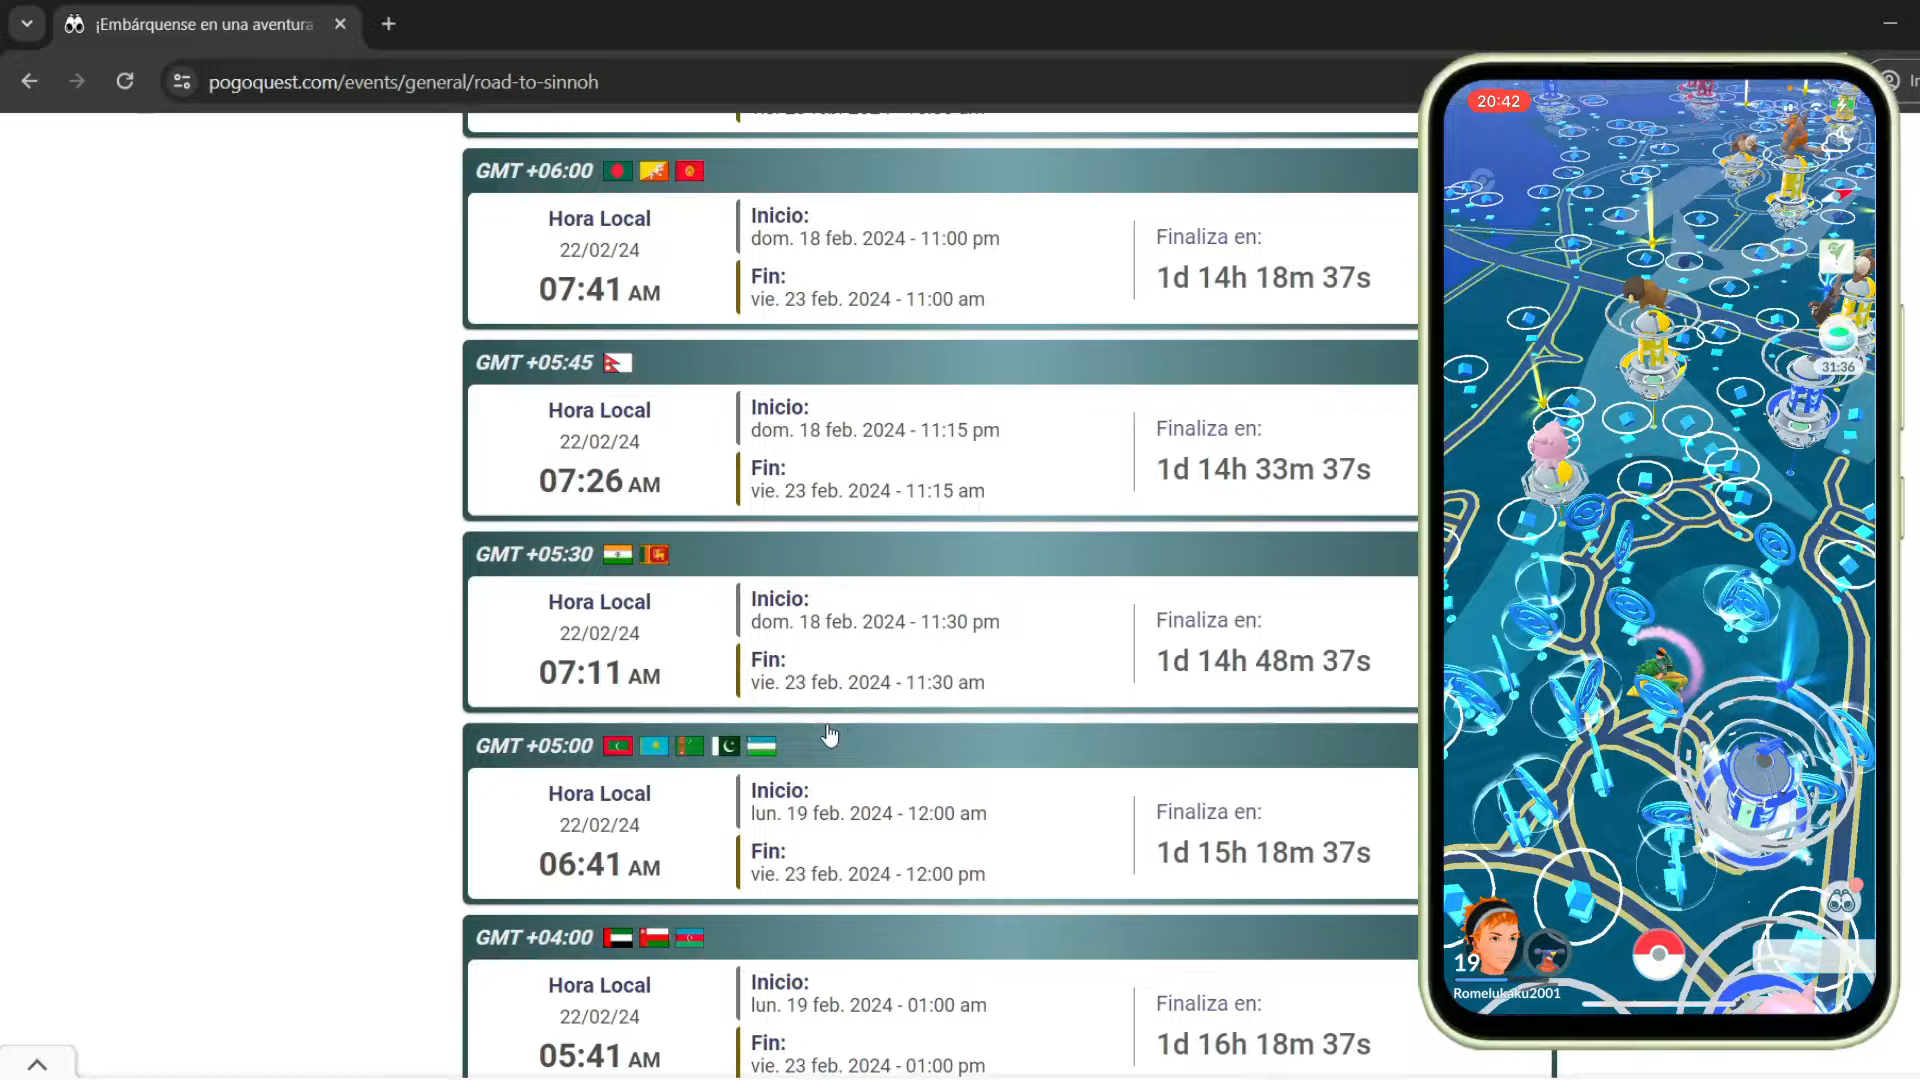 ¡Embárquense en una aventura
pogoquest.com/events/general/road-to-sinnoh
GMT +06:00
Hora Local
22/02/24
07:41 AM
Inicio:
dom. 18 feb. 2024 - 11:00 pm
Fin:
vie. 23 feb. 2024 - 11:00 am
Finaliza en:
1d 14h 18m 37s
GMT +05:45
Hora Local
22/02/24
07:26 AM
Inicio:
dom. 18 feb. 2024 - 11:15 pm
Fin:
vie. 23 feb. 2024 - 11:15 am
Finaliza en:
1d 14h 33m 37s
GMT +05:30
Hora Local
22/02/24
07:11 AM
Inicio:
dom. 18 feb. 2024 - 11:30 pm
Fin:
vie. 23 feb. 2024 - 11:30 am
Finaliza en:
1d 14h 48m 37s
GMT +05:00
Hora Local
22/02/24
06:41 AM
Inicio:
lun. 19 feb. 2024 - 12:00 am
Fin:
vie. 23 feb. 2024 - 12:00 pm
Finaliza en:
1d 15h 18m 37s
GMT +04:00
Hora Local
22/02/24
05:41 AM
Inicio:
lun. 19 feb. 2024 - 01:00 am
Fin:
vie. 23 feb. 2024 - 01:00 pm
Finaliza en:
1d 16h 18m 37s
20:42
31:36
19
Romelukaku2001